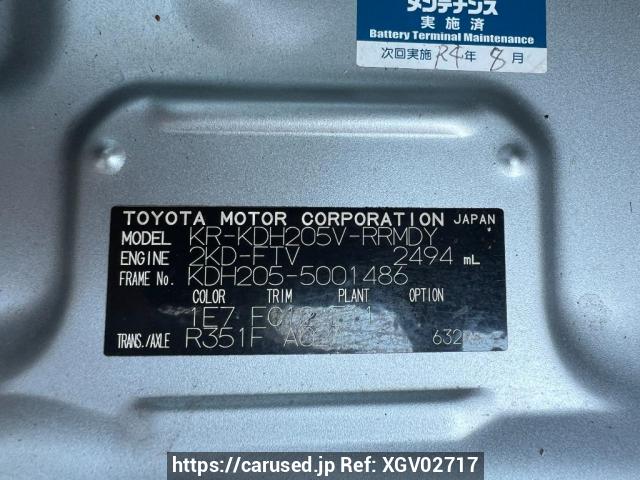 メンテナンス
実施済
Battery Terminal Maintenance
次回実施 R4年 8月
TOYOTA MOTOR CORPORATION JAPAN
MODEL KR-KDH205V-RRMDY
ENGINE 2KD-FTV 2494 mL
FRAME No. KDH205-5001486
COLOR TRIM PLANT OPTION
1E7
TRANS./AXLE R351F
https://carused.jp Ref: XGV02717